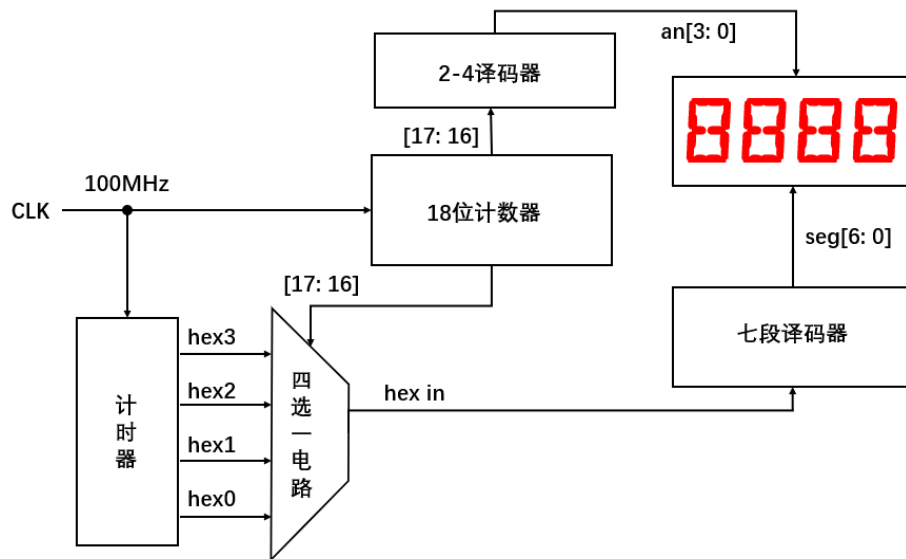 an[3: 0]
2-4译码器
[17: 16]
8888
100MHz
CLK
18位计数器
seg[6: 0]
[17: 16]
七段译码器
hex3
hex2
hex1
hex0
计时器
四选一电路
hex in